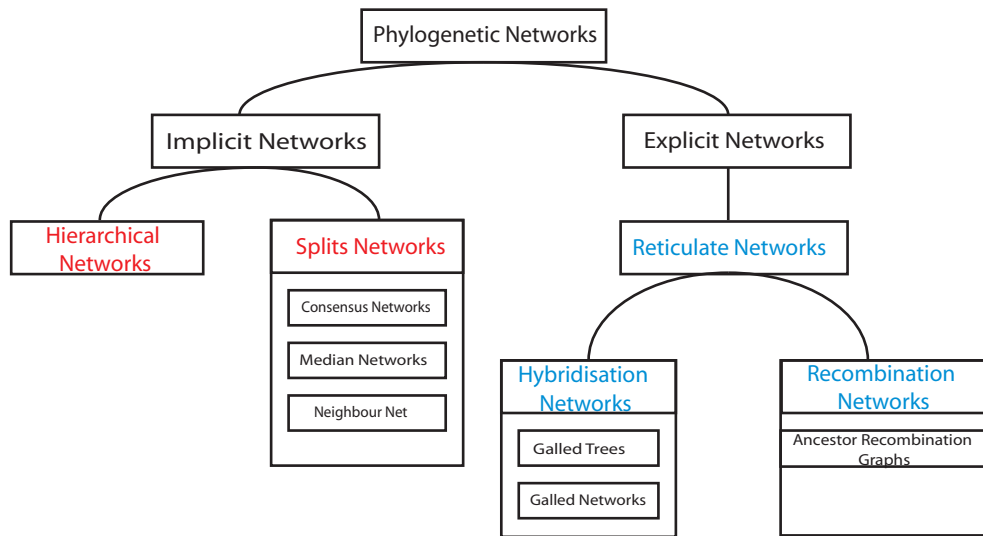 Phylogenetic Networks
Implicit Networks
Explicit Networks
Hierarchical
Networks
Splits Networks
Reticulate Networks
Consensus Networks
Median Networks
Neighbour Net
Hybridisation
Networks
Recombination
Networks
Galled Trees
Galled Networks
Ancestor Recombination
Graphs